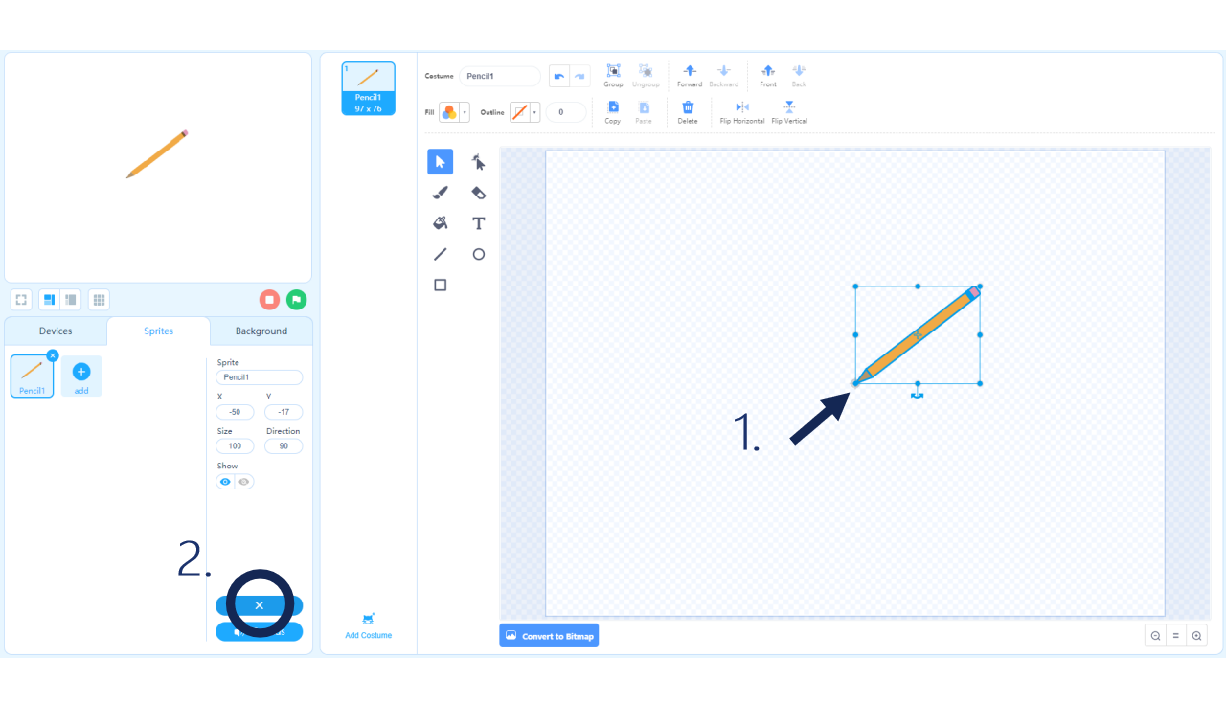 1
Pencil1
97 x 76
Costume Pencil1
Group Ungroup Forward Backward Front Back
Fill Outline 0
Copy Paste Delete Flip Horizontal Flip Vertical
T
1.
Devices Sprites Background
Pencil1
add
Sprite
Pencil1
X Y
-50 -17
Size Direction
100 90
Show
2.
X
Add Costume
Convert to Bitmap